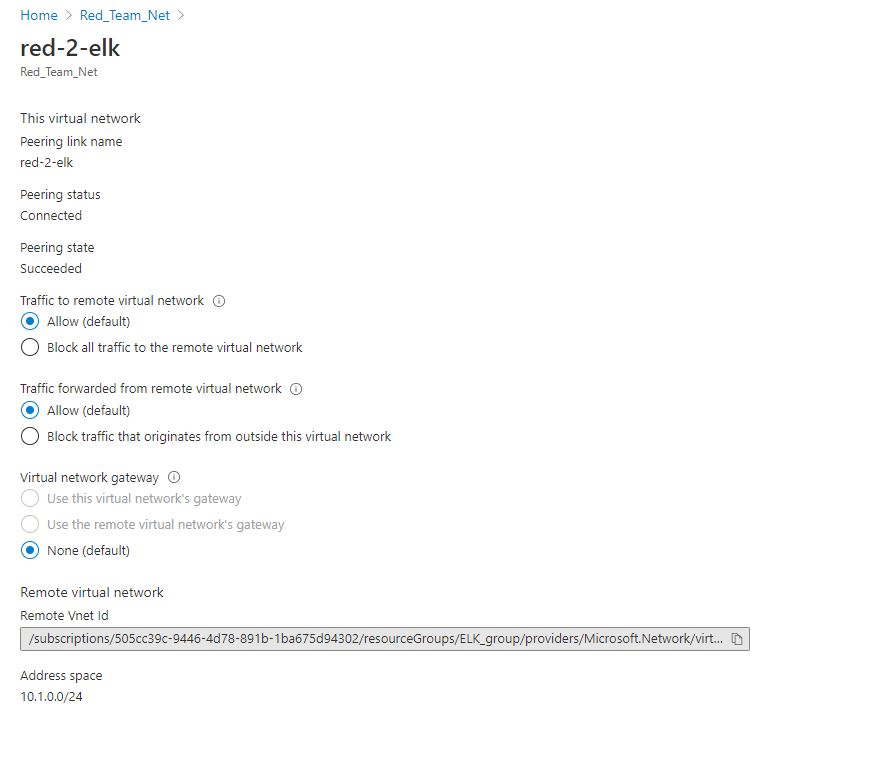 Home > Red_Team_Net >
red-2-elk
Red_Team_Net
This virtual network
Peering link name
red-2-elk
Peering status
Connected
Peering state
Succeeded
Traffic to remote virtual network
Allow (default)
Block all traffic to the remote virtual network
Traffic forwarded from remote virtual network
Allow (default)
Block traffic that originates from outside this virtual network
Virtual network gateway
Use this virtual network's gateway
Use the remote virtual network's gateway
None (default)
Remote virtual network
Remote Vnet Id
/subscriptions/505cc39c-9446-4d78-891b-1ba675d94302/resourceGroups/ELK_group/providers/Microsoft.Network/virt...
Address space
10.1.0.0/24